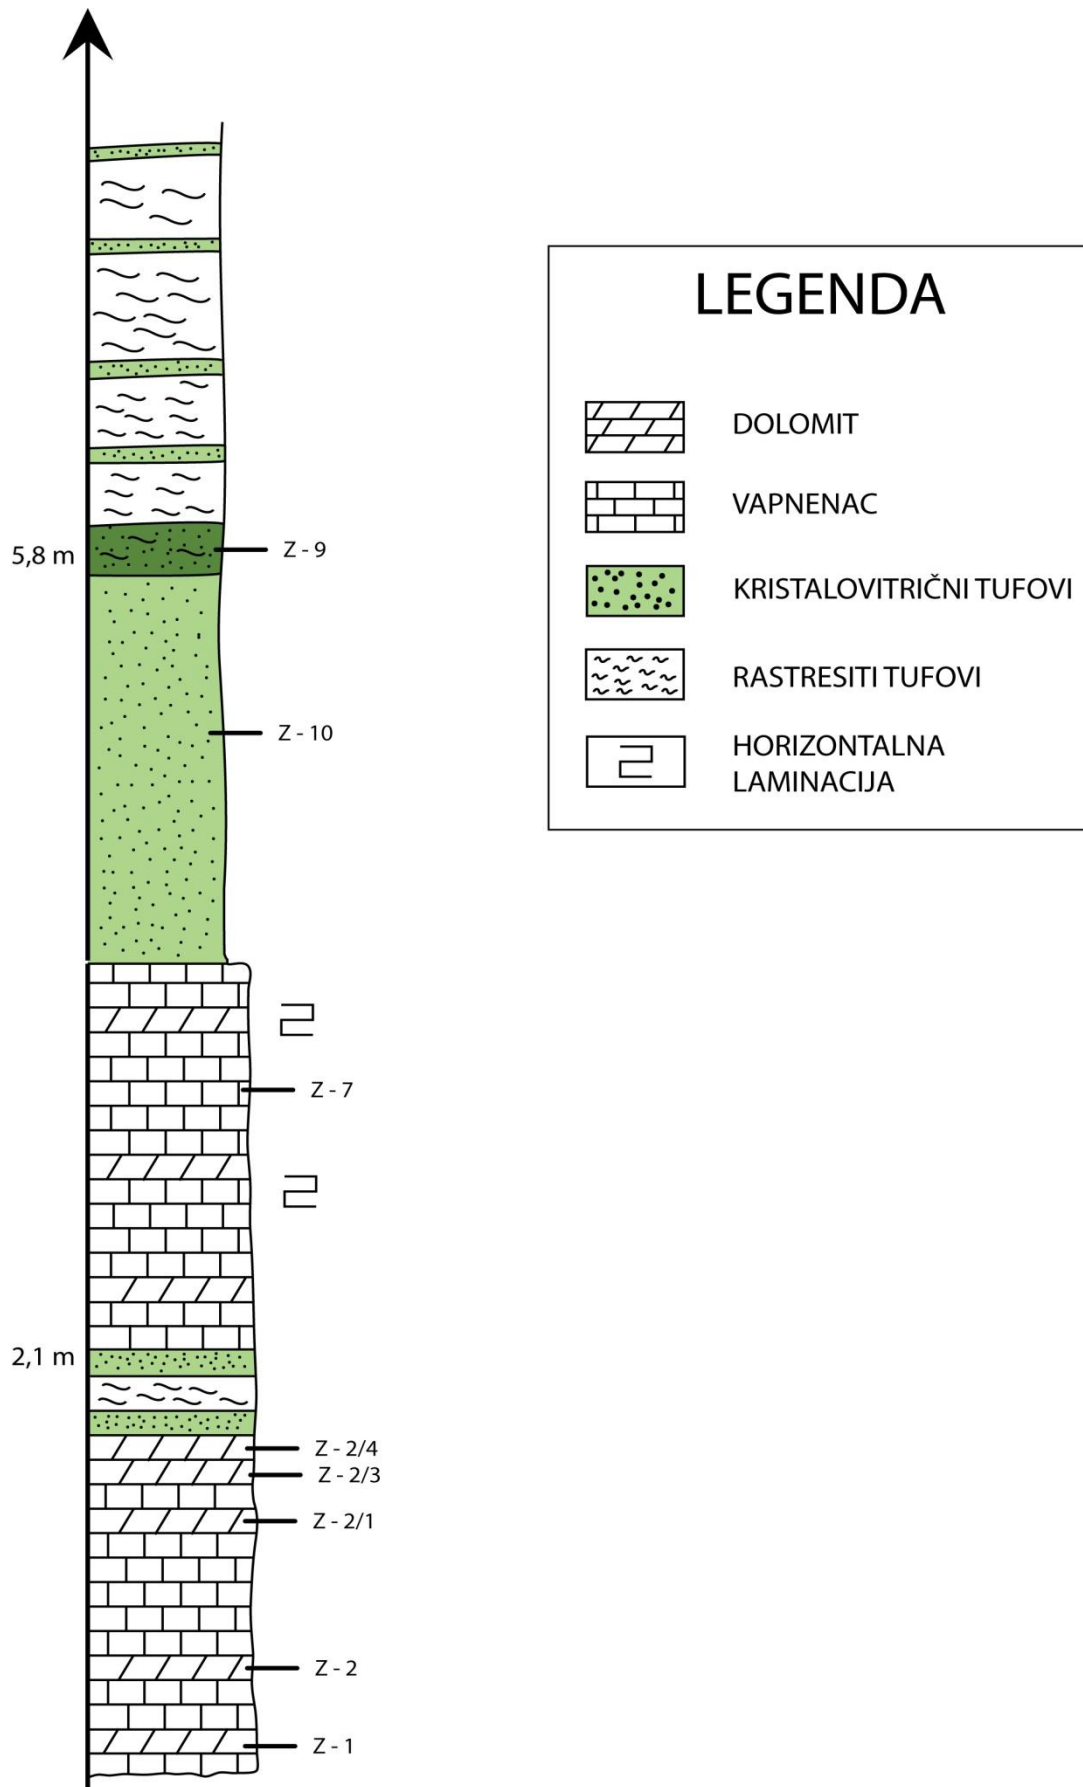 LEGENDA
DOLOMIT
VAPNENAC
KRISTALOVITRIČNI TUFOVI
RASTRESITI TUFOVI
HORIZONTALNA
LAMINACIJA
5,8 m
Z - 9
Z - 10
Z - 7
2,1 m
Z - 2/4
Z - 2/3
Z - 2/1
Z - 2
Z - 1